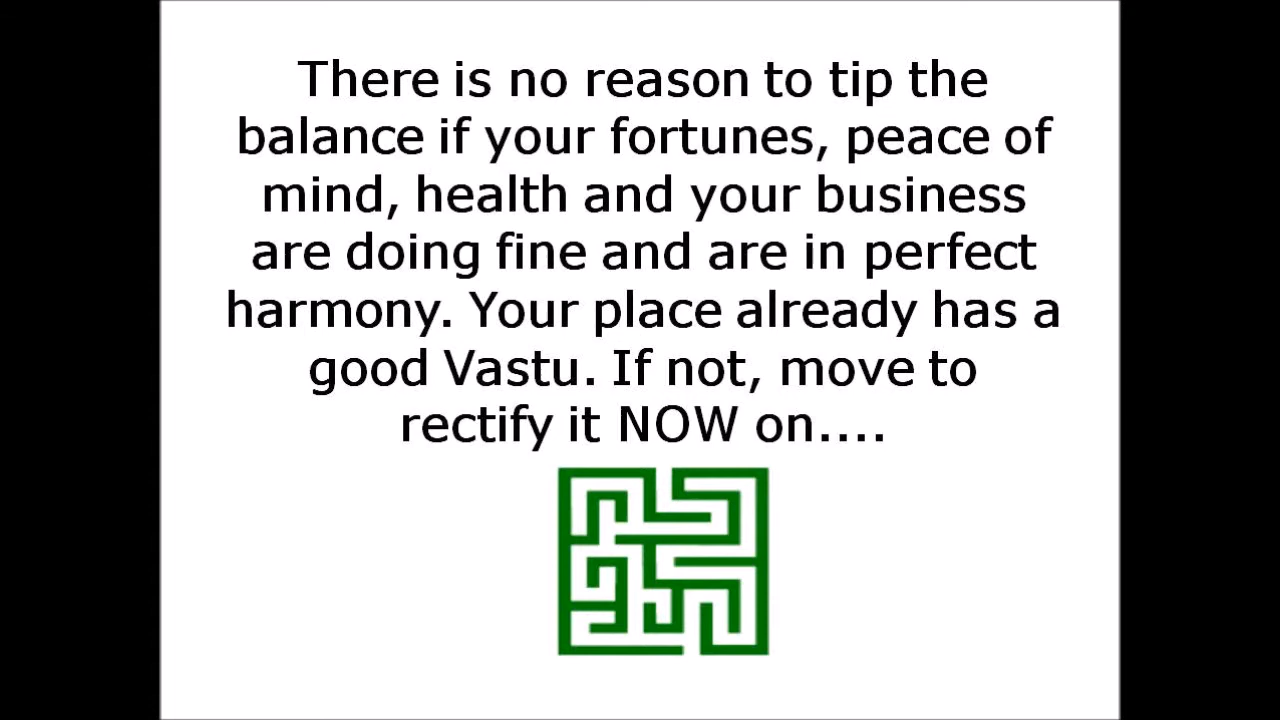 There is no reason to tip the
balance if your fortunes, peace of
mind, health and your business
are doing fine and are in perfect
harmony. Your place already has a
good Vastu. If not, move to
rectify it NOW on....